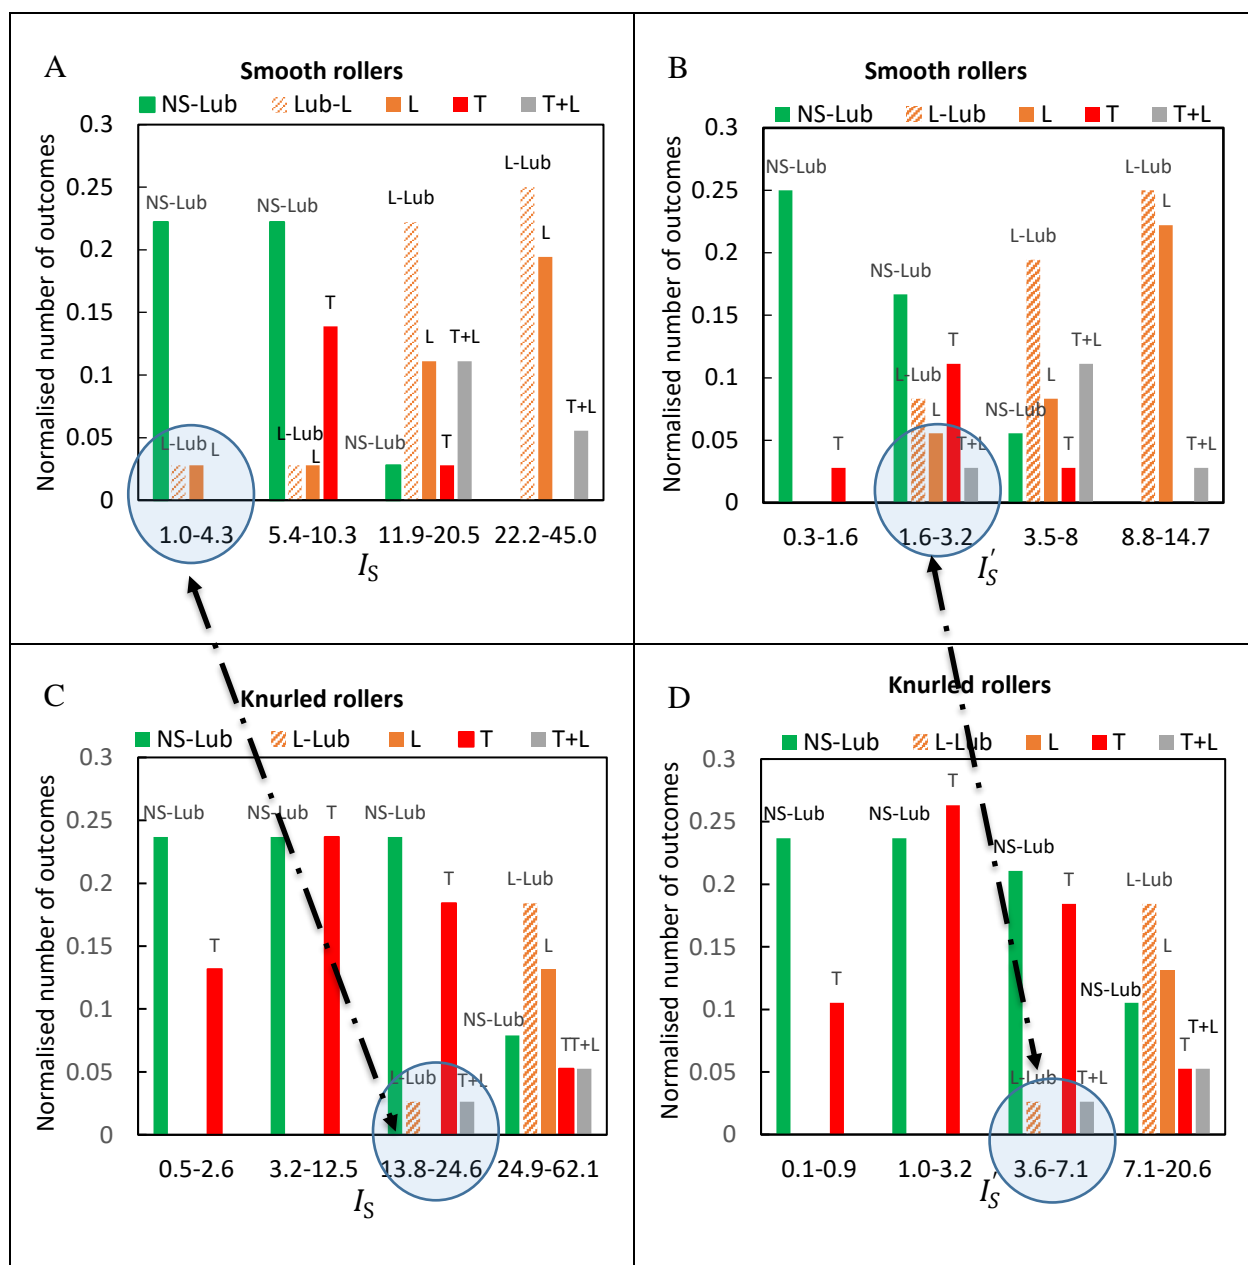 A
Smooth rollers
NS-Lub Lub-L L T T+L
Normalised number of outcomes
0.3
0.25
0.2
0.15
0.1
0.05
0
NS-Lub
L-Lub
L
NS-Lub
L-Lub
L
T
NS-Lub
L-Lub
L
T
T+L
L-Lub
L
T+L
1.0-4.3 5.4-10.3 11.9-20.5 22.2-45.0
I_S
B
Smooth rollers
NS-Lub L-Lub L T T+L
Normalised number of outcomes
0.3
0.25
0.2
0.15
0.1
0.05
0
NS-Lub
T
NS-Lub
L-Lub
L
T
T+L
NS-Lub
L-Lub
L
T
T+L
L-Lub
L
T+L
0.3-1.6 1.6-3.2 3.5-8 8.8-14.7
I'_S
C
Knurled rollers
NS-Lub L-Lub L T T+L
Normalised number of outcomes
0.3
0.25
0.2
0.15
0.1
0.05
0
NS-Lub
T
NS-Lub
T
NS-Lub
L-Lub
T
T+L
NS-Lub
L-Lub
L
T
T+L
0.5-2.6 3.2-12.5 13.8-24.6 24.9-62.1
I_S
D
Knurled rollers
NS-Lub L-Lub L T T+L
Normalised number of outcomes
0.3
0.25
0.2
0.15
0.1
0.05
0
NS-Lub
T
NS-Lub
T
NS-Lub
L-Lub
T
T+L
NS-Lub
L-Lub
L
T
T+L
0.1-0.9 1.0-3.2 3.6-7.1 7.1-20.6
I'_S